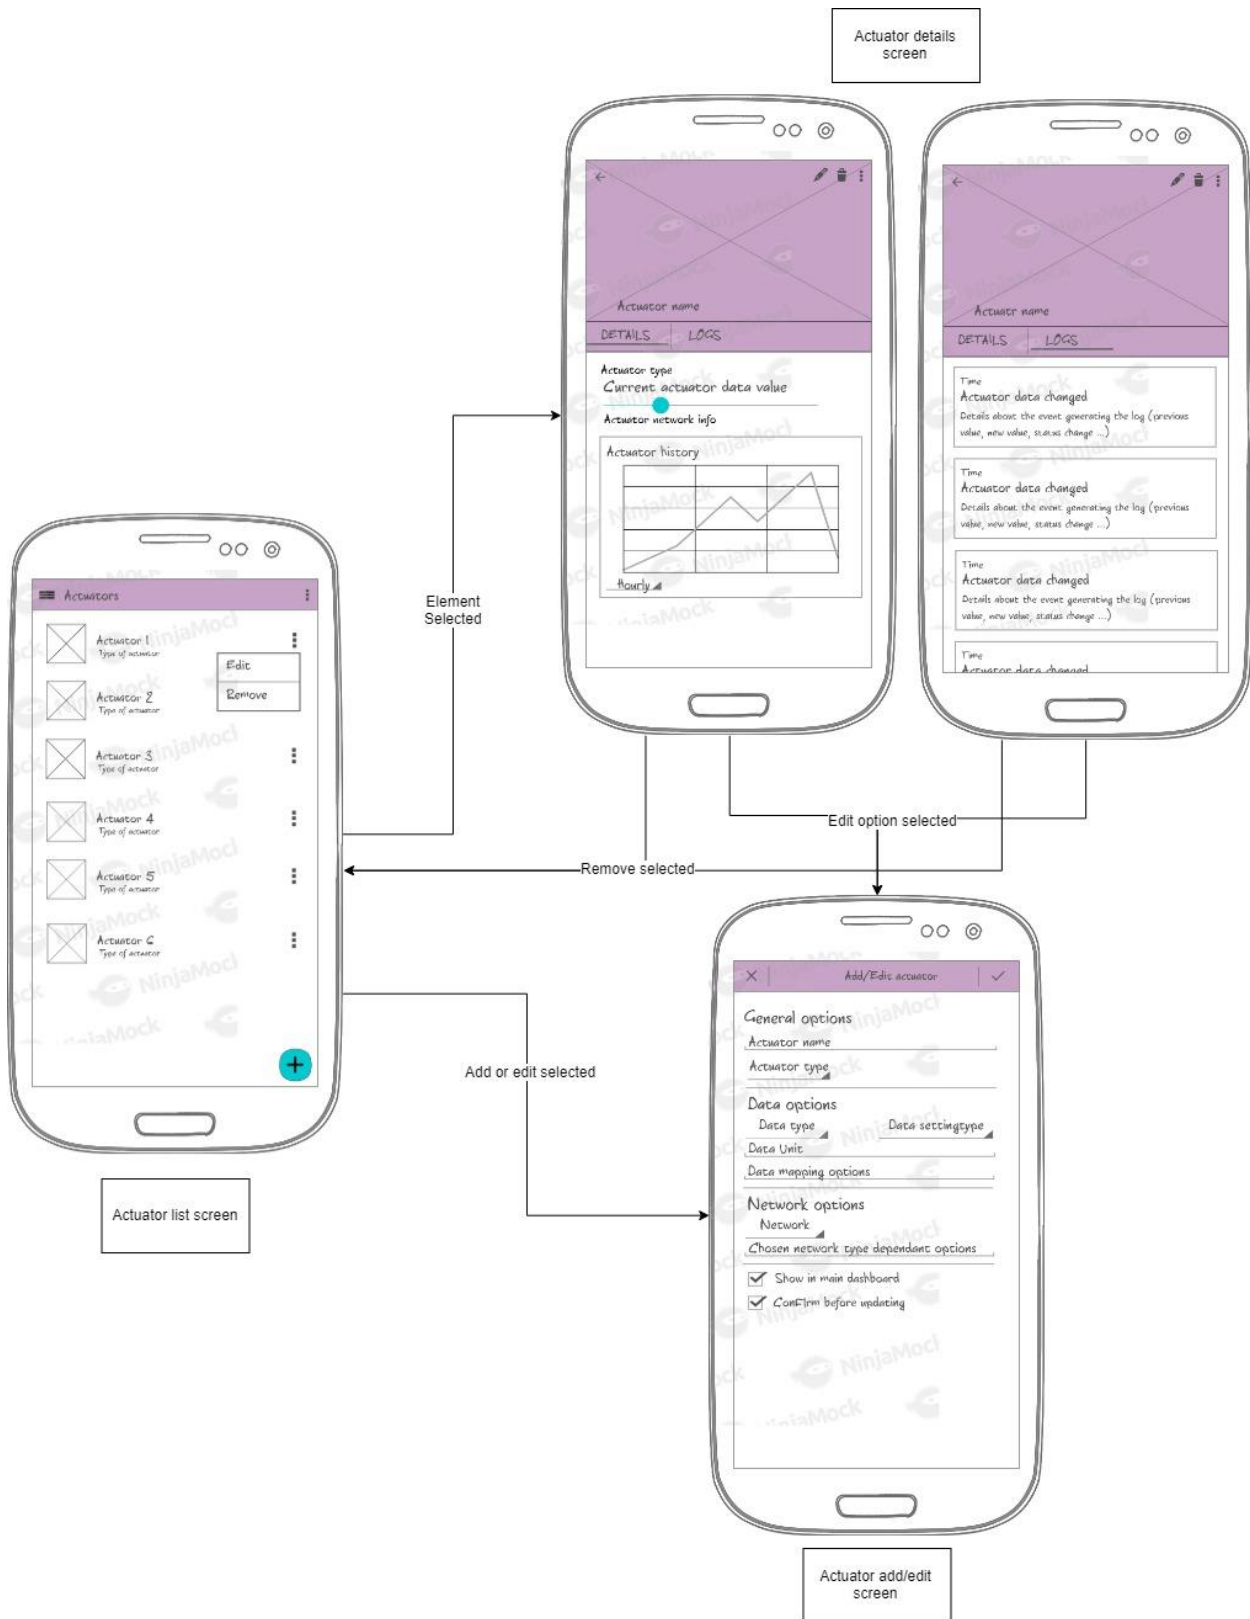 Actuator details
screen
Actuator name
DETAILS
LOGS
Actuator type
Current actuator data value
Actuator network info
Actuator history
Hourly
Actuatr name
DETAILS
LOGS
Time
Actuator data changed
Details about the event generating the log (previous
value, new value, status change ...)
Time
Actuator data changed
Details about the event generating the log (previous
value, new value, status change ...)
Time
Actuator data changed
Details about the event generating the log (previous
value, new value, status change ...)
Time
Actuator data changed
Element
Selected
Actuators
Actuator 1
Type of actuator
Edit
Remove
Actuator 2
Type of actuator
Actuator 3
Type of actuator
Actuator 4
Type of actuator
Actuator 5
Type of actuator
Actuator 6
Type of actuator
Actuator list screen
Edit option selected
Remove selected
Add or edit selected
Add/Edit actuator
General options
Actuator name
Actuator type
Data options
Data type
Data settingtype
Data Unit
Data mapping options
Network options
Network
Chosen network type dependant options
Show in main dashboard
ConFIrm before updating
Actuator add/edit
screen
NinjaMock